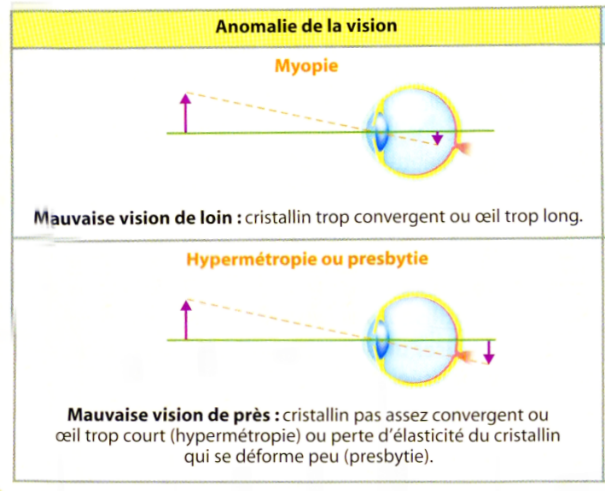 Anomalie de la vision
Myopie
Mauvaise vision de loin : cristallin trop convergent ou œil trop long.
Hypermétropie ou presbytie
Mauvaise vision de près : cristallin pas assez convergent ou
œil trop court (hypermétropie) ou perte d'élasticité du cristallin
qui se déforme peu (presbytie).